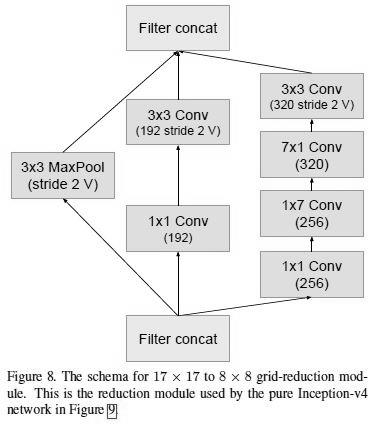 Filter concat
3x3 Conv
(320 stride 2 V)
3x3 Conv
(192 stride 2 V)
7x1 Conv
(320)
3x3 MaxPool
(stride 2 V)
1x7 Conv
(256)
1x1 Conv
(192)
1x1 Conv
(256)
Filter concat
Figure 8. The schema for 17 × 17 to 8 × 8 grid-reduction mod-
ule. This is the reduction module used by the pure Inception-v4
network in Figure 9.